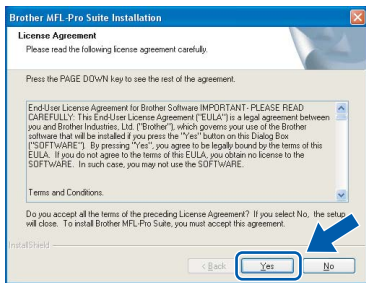 Brother MFL-Pro Suite Installation
License Agreement
Please read the following license agreement carefully.
Press the PAGE DOWN key to see the rest of the agreement.
End-User License Agreement for Brother Software IMPORTANT- PLEASE READ
CAREFULLY: This End-User License Agreement ("EULA") is a legal agreement between
you and Brother Industries, Ltd. ("Brother"), which governs your use of the Brother
software that will be installed if you press the "Yes" button on this Dialog Box
("SOFTWARE"). By pressing "Yes", you agree to be legally bound by the terms of this
EULA. If you do not agree to the terms of this EULA, you obtain no license to the
SOFTWARE. In such case, you may not use the SOFTWARE.
Terms and Conditions.
Do you accept all the terms of the preceding License Agreement? If you select No, the setup
will close. To install Brother MFL-Pro Suite, you must accept this agreement.
InstallShield
< Back Yes No